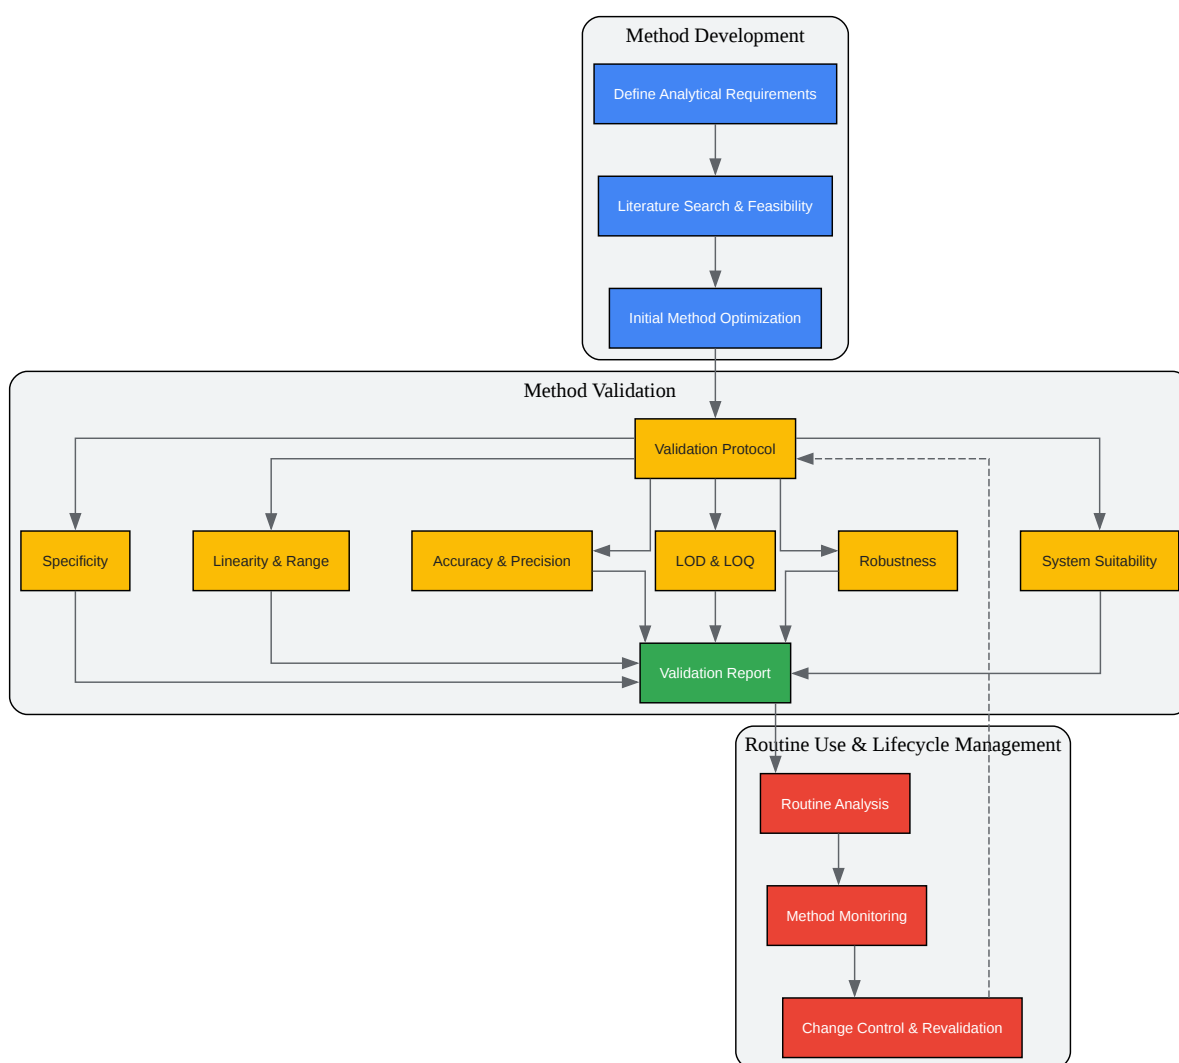 Method Development
Define Analytical Requirements
Literature Search & Feasibility
Initial Method Optimization
Method Validation
Validation Protocol
Specificity
Linearity & Range
Accuracy & Precision
LOD & LOQ
Robustness
System Suitability
Validation Report
Routine Use & Lifecycle Management
Routine Analysis
Method Monitoring
Change Control & Revalidation